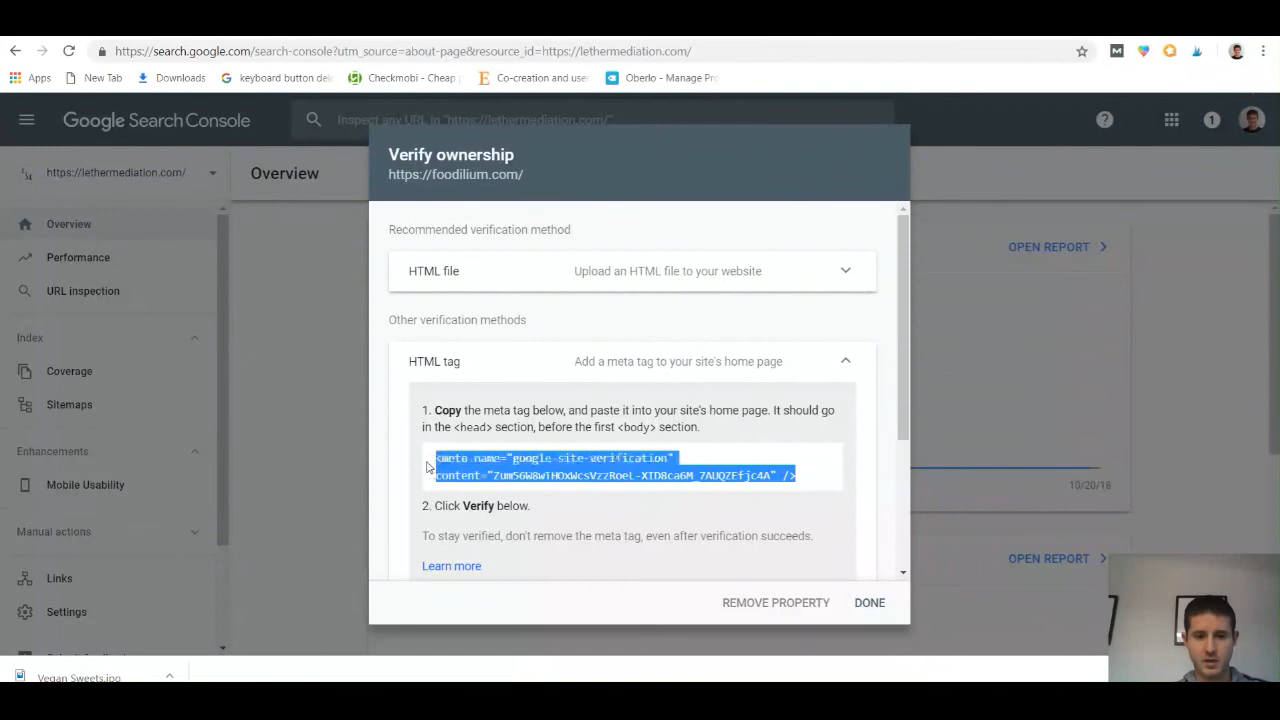 https://search.google.com/search-console?utm_source=about-page&resource_id=https://lethermediation.com/
Apps
New Tab
Downloads
keyboard button del
Checkmobi - Cheap
Co-creation and use
Oberlo - Manage Pro
Google Search Console
Inspect any URL in "https://lethermediation.com/"
1
https://lethermediation.com/
Overview
Verify ownership
https://foodilium.com/
Overview
Performance
URL inspection
Index
Coverage
Sitemaps
Enhancements
Mobile Usability
Manual actions
Links
Settings
Recommended verification method
HTML file
Upload an HTML file to your website
Other verification methods
HTML tag
Add a meta tag to your site's home page
1. Copy the meta tag below, and paste it into your site's home page. It should go
in the <head> section, before the first <body> section.
<meta name="google-site-verification"
content=
2. Click Verify below.
To stay verified, don't remove the meta tag, even after verification succeeds.
Learn more
REMOVE PROPERTY
DONE
OPEN REPORT
10/20/18
OPEN REPORT
Vegan Sweets.jpg